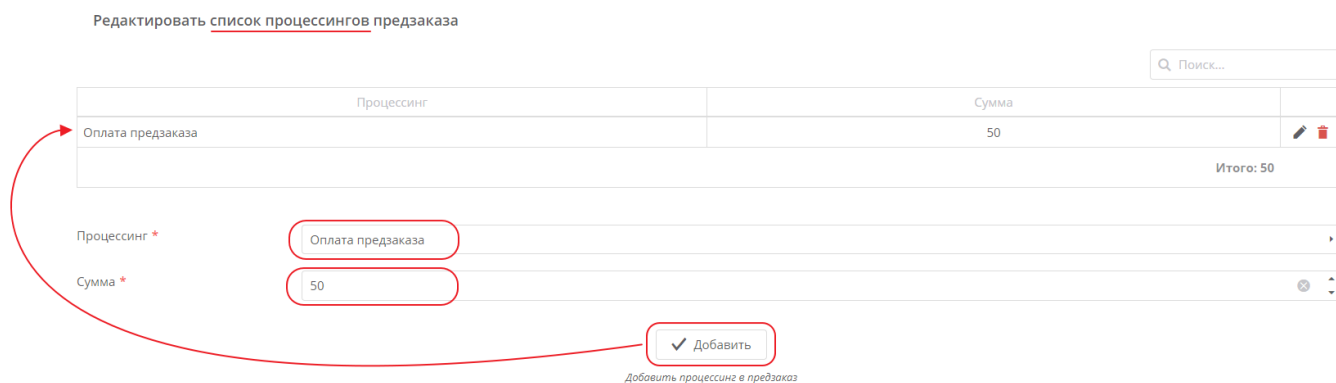 Редактировать список процессингов предзаказа
Поиск...
Процессинг Сумма
Оплата предзаказа 50
Итого: 50
Процессинг * Оплата предзаказа
Сумма * 50
Добавить
Добавить процессинг в предзаказ